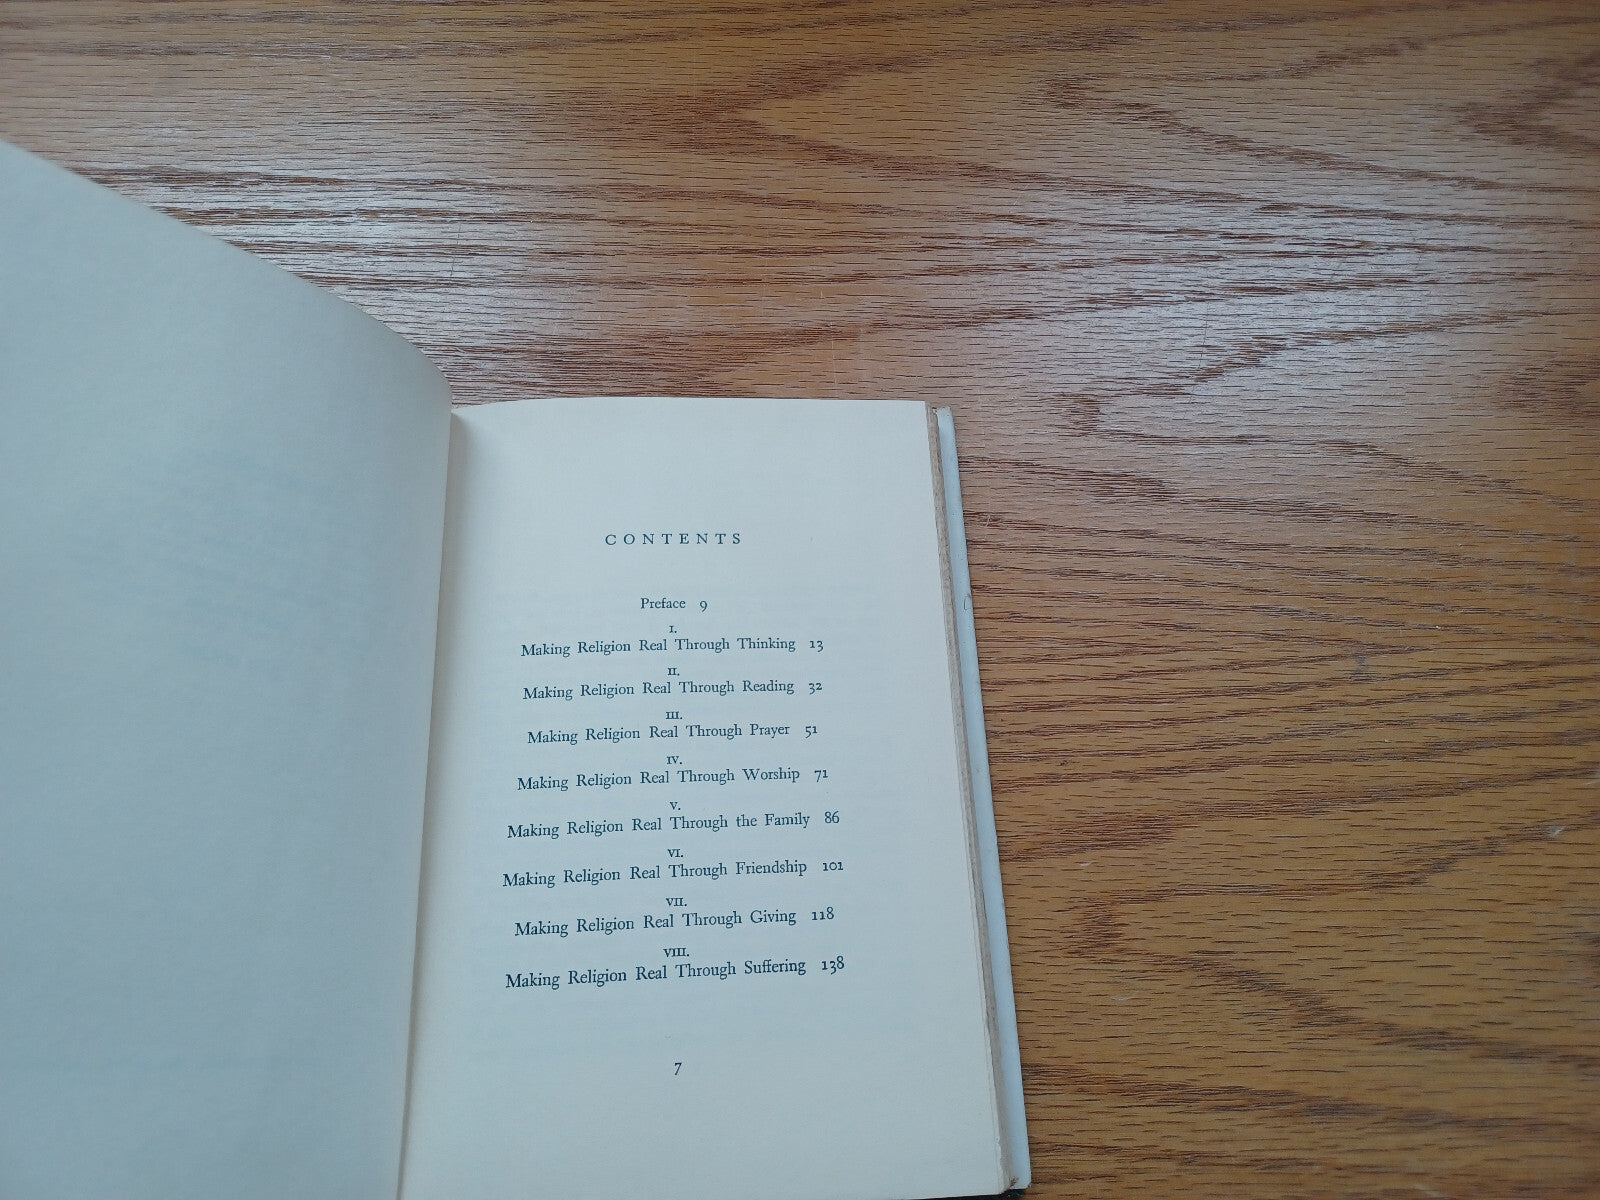 CONTENTS
Preface 9
I.
Making Religion Real Through Thinking 13
II.
Making Religion Real Through Reading 32
III.
Making Religion Real Through Prayer 51
IV.
Making Religion Real Through Worship 71
V.
Making Religion Real Through the Family 86
VI.
Making Religion Real Through Friendship 101
VII.
Making Religion Real Through Giving 118
VIII.
Making Religion Real Through Suffering 138
7